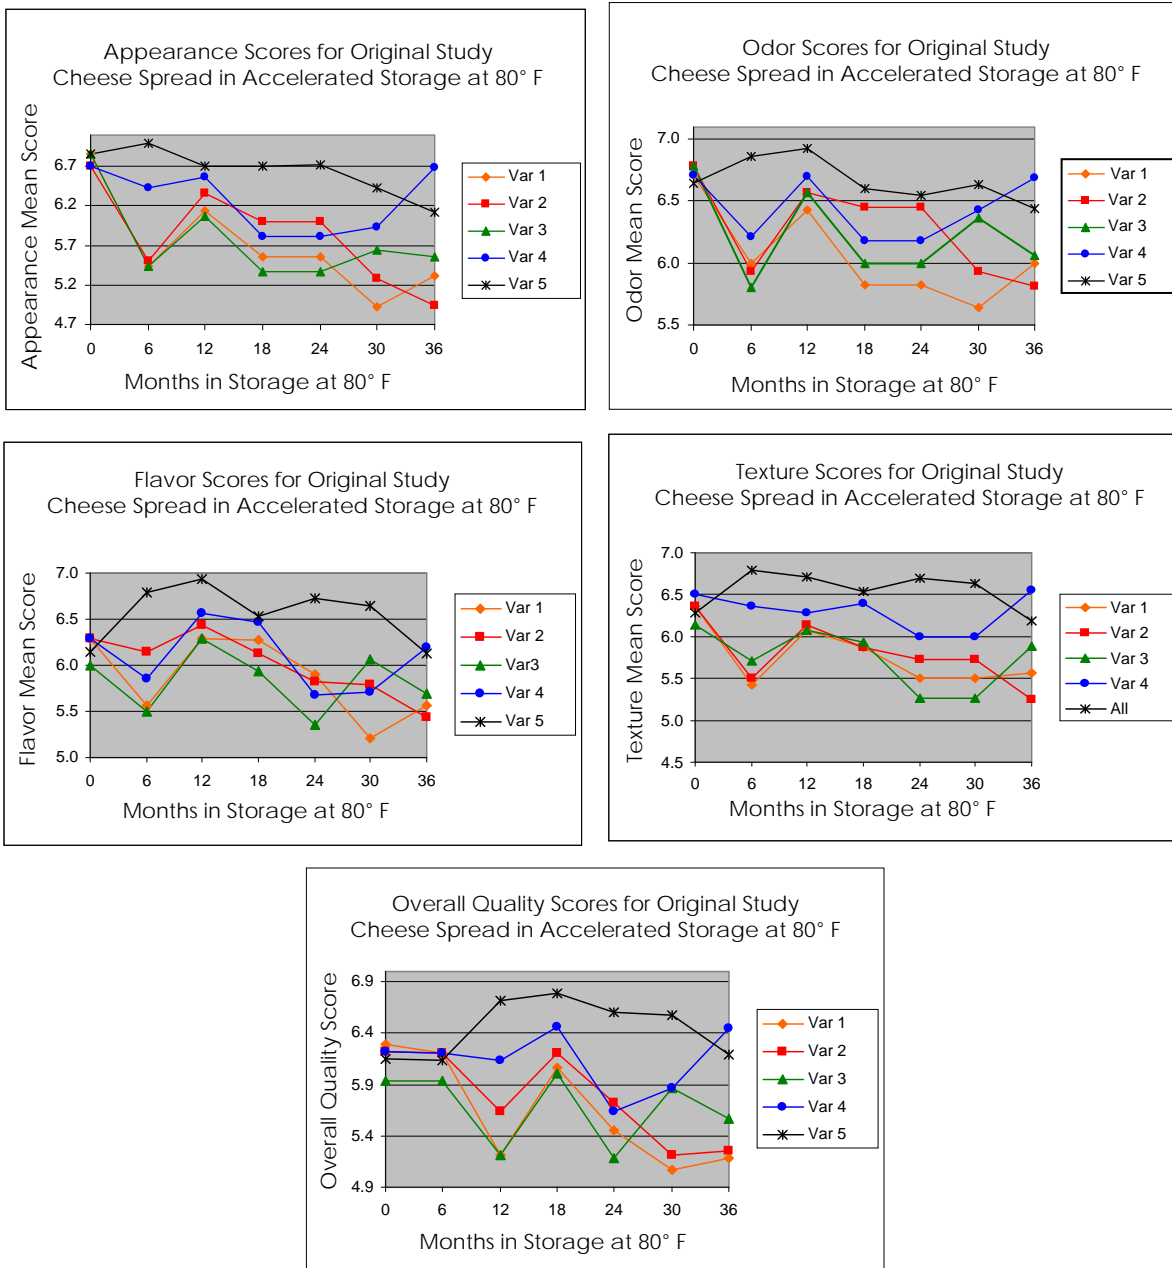 Appearance Scores for Original Study
Cheese Spread in Accelerated Storage at 80° F
Appearance Mean Score
6.7
6.2
5.7
5.2
4.7
0 6 12 18 24 30 36
Months in Storage at 80° F
Var 1
Var 2
Var 3
Var 4
Var 5
Odor Scores for Original Study
Cheese Spread in Accelerated Storage at 80° F
Odor Mean Score
7.0
6.5
6.0
5.5
0 6 12 18 24 30 36
Months in Storage at 80° F
Var 1
Var 2
Var 3
Var 4
Var 5
Flavor Scores for Original Study
Cheese Spread in Accelerated Storage at 80° F
Flavor Mean Score
7.0
6.5
6.0
5.5
5.0
0 6 12 18 24 30 36
Months in Storage at 80° F
Var 1
Var 2
Var3
Var 4
Var 5
Texture Scores for Original Study
Cheese Spread in Accelerated Storage at 80° F
Texture Mean Score
7.0
6.5
6.0
5.5
5.0
4.5
0 6 12 18 24 30 36
Months in Storage at 80° F
Var 1
Var 2
Var 3
Var 4
All
Overall Quality Scores for Original Study
Cheese Spread in Accelerated Storage at 80° F
Overall Quality Score
6.9
6.4
5.9
5.4
4.9
0 6 12 18 24 30 36
Months in Storage at 80° F
Var 1
Var 2
Var 3
Var 4
Var 5